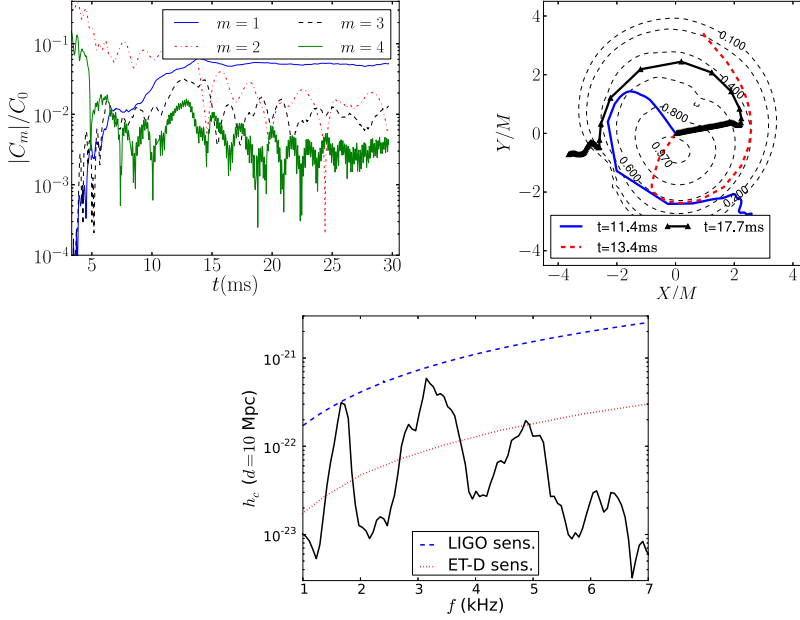 m = 1
m = 3
m = 2
m = 4
|C_m|/C_0
10^{-1}
10^{-2}
10^{-3}
10^{-4}
5 10 15 20 25 30
t(ms)
Y/M
4
2
0
−2
−4
-0.100
-0.400
-0.800
0.970
0.600
-0.400
t=11.4ms
t=17.7ms
t=13.4ms
−4 −2 0 2 4
X/M
h_c (d=10 Mpc)
10^{-21}
10^{-22}
10^{-23}
LIGO sens.
ET-D sens.
1 2 3 4 5 6 7
f (kHz)